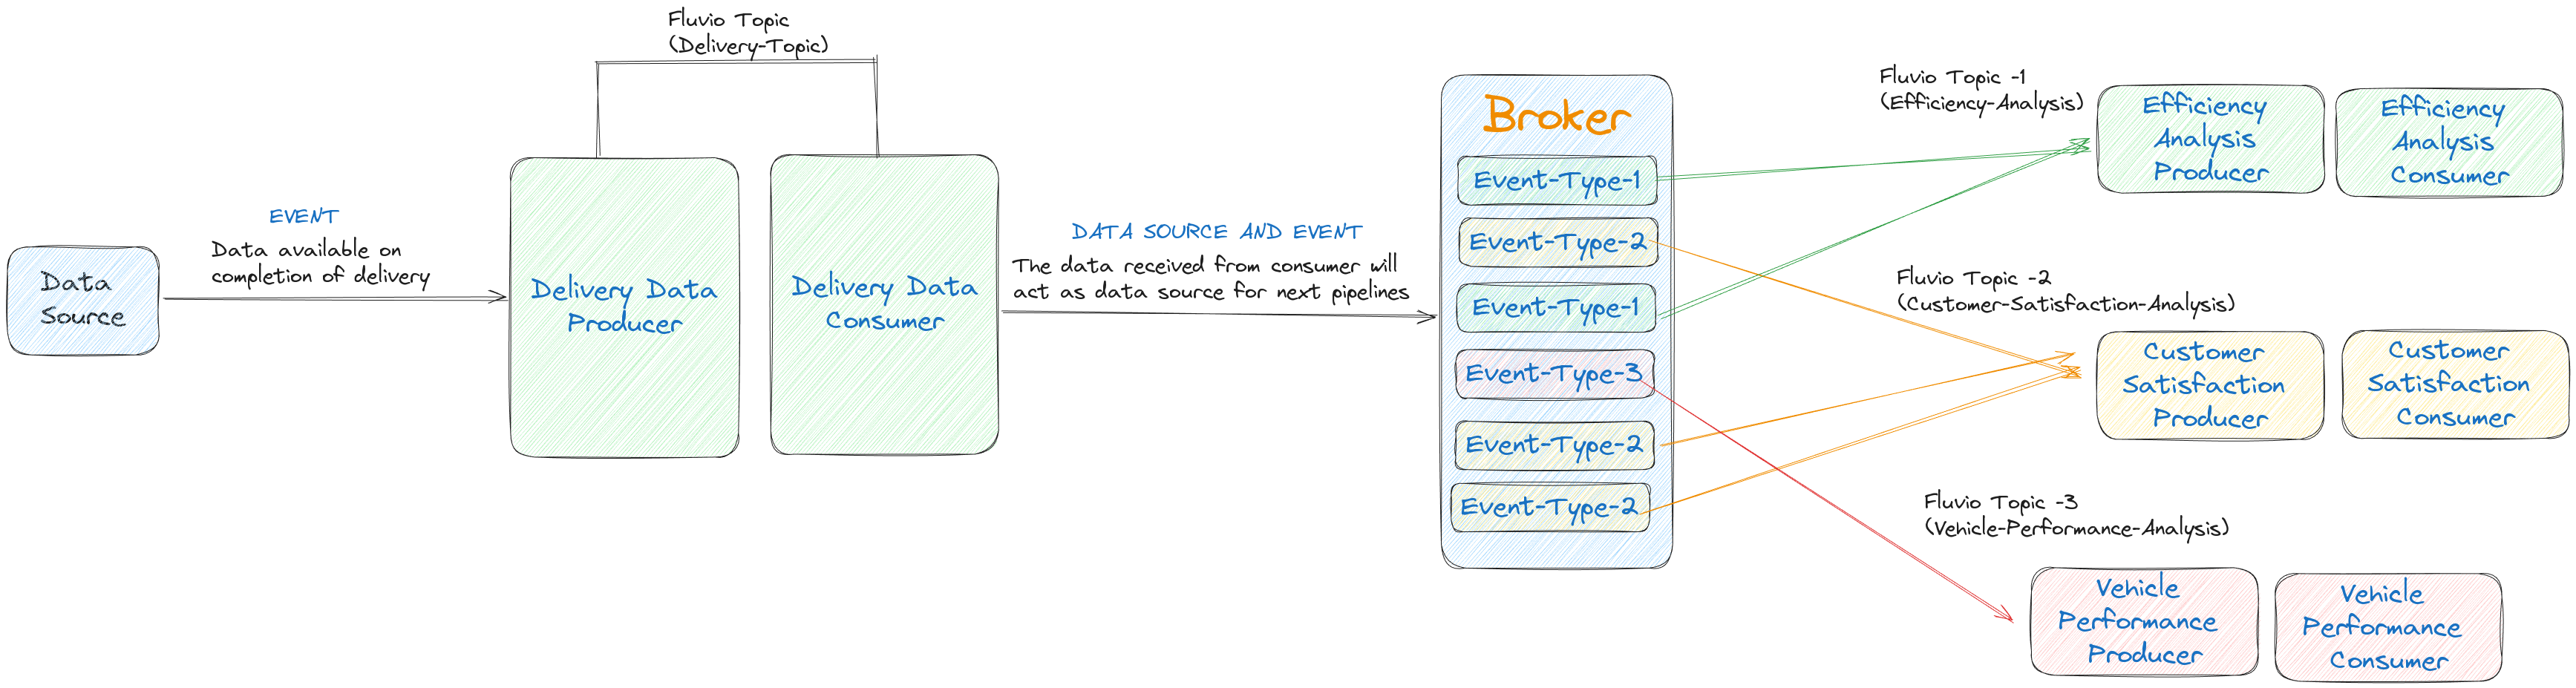 Fluvio Topic
(Delivery-Topic)
EVENT
Data available on
completion of delivery
Data
Source
Delivery Data
Producer
Delivery Data
Consumer
DATA SOURCE AND EVENT
The data received from consumer will
act as data source for next pipelines
Broker
Event-Type-1
Event-Type-2
Event-Type-1
Event-Type-3
Event-Type-2
Event-Type-2
Fluvio Topic -1
(Efficiency-Analysis)
Efficiency
Analysis
Producer
Efficiency
Analysis
Consumer
Fluvio Topic -2
(Customer-Satisfaction-Analysis)
Customer
Satisfaction
Producer
Customer
Satisfaction
Consumer
Fluvio Topic -3
(Vehicle-Performance-Analysis)
Vehicle
Performance
Producer
Vehicle
Performance
Consumer